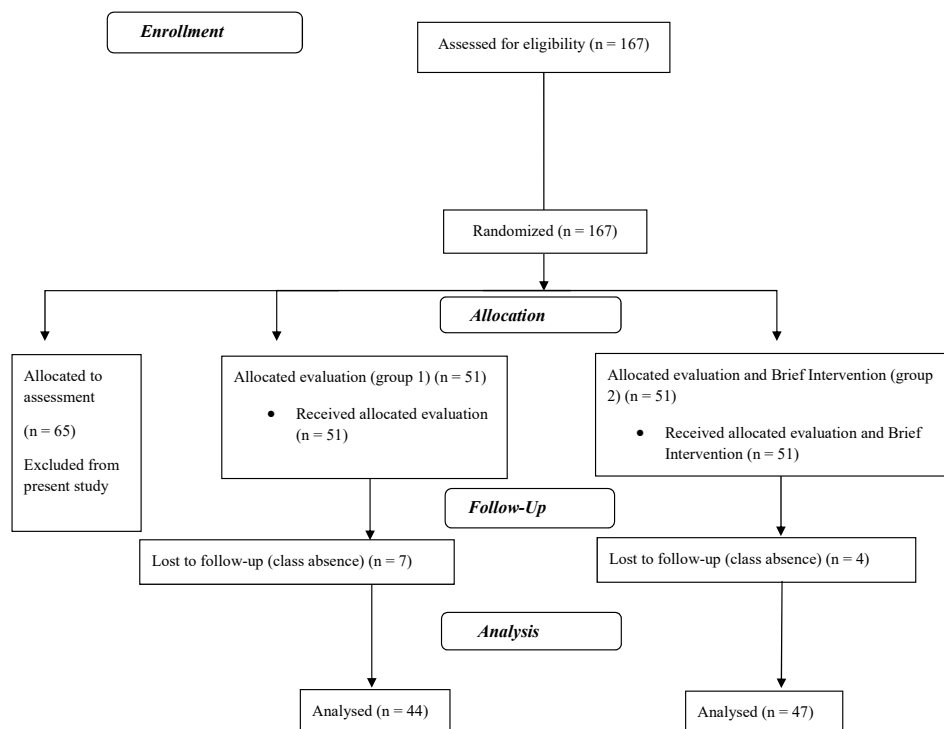 Enrollment
Assessed for eligibility (n = 167)
Randomized (n = 167)
Allocation
Allocated to
assessment
(n = 65)
Excluded from
present study
Allocated evaluation (group 1) (n = 51)
● Received allocated evaluation
(n = 51)
Allocated evaluation and Brief Intervention (group
2) (n = 51)
● Received allocated evaluation and Brief
Intervention (n = 51)
Follow-Up
Lost to follow-up (class absence) (n = 7)
Lost to follow-up (class absence) (n = 4)
Analysis
Analysed (n = 44)
Analysed (n = 47)